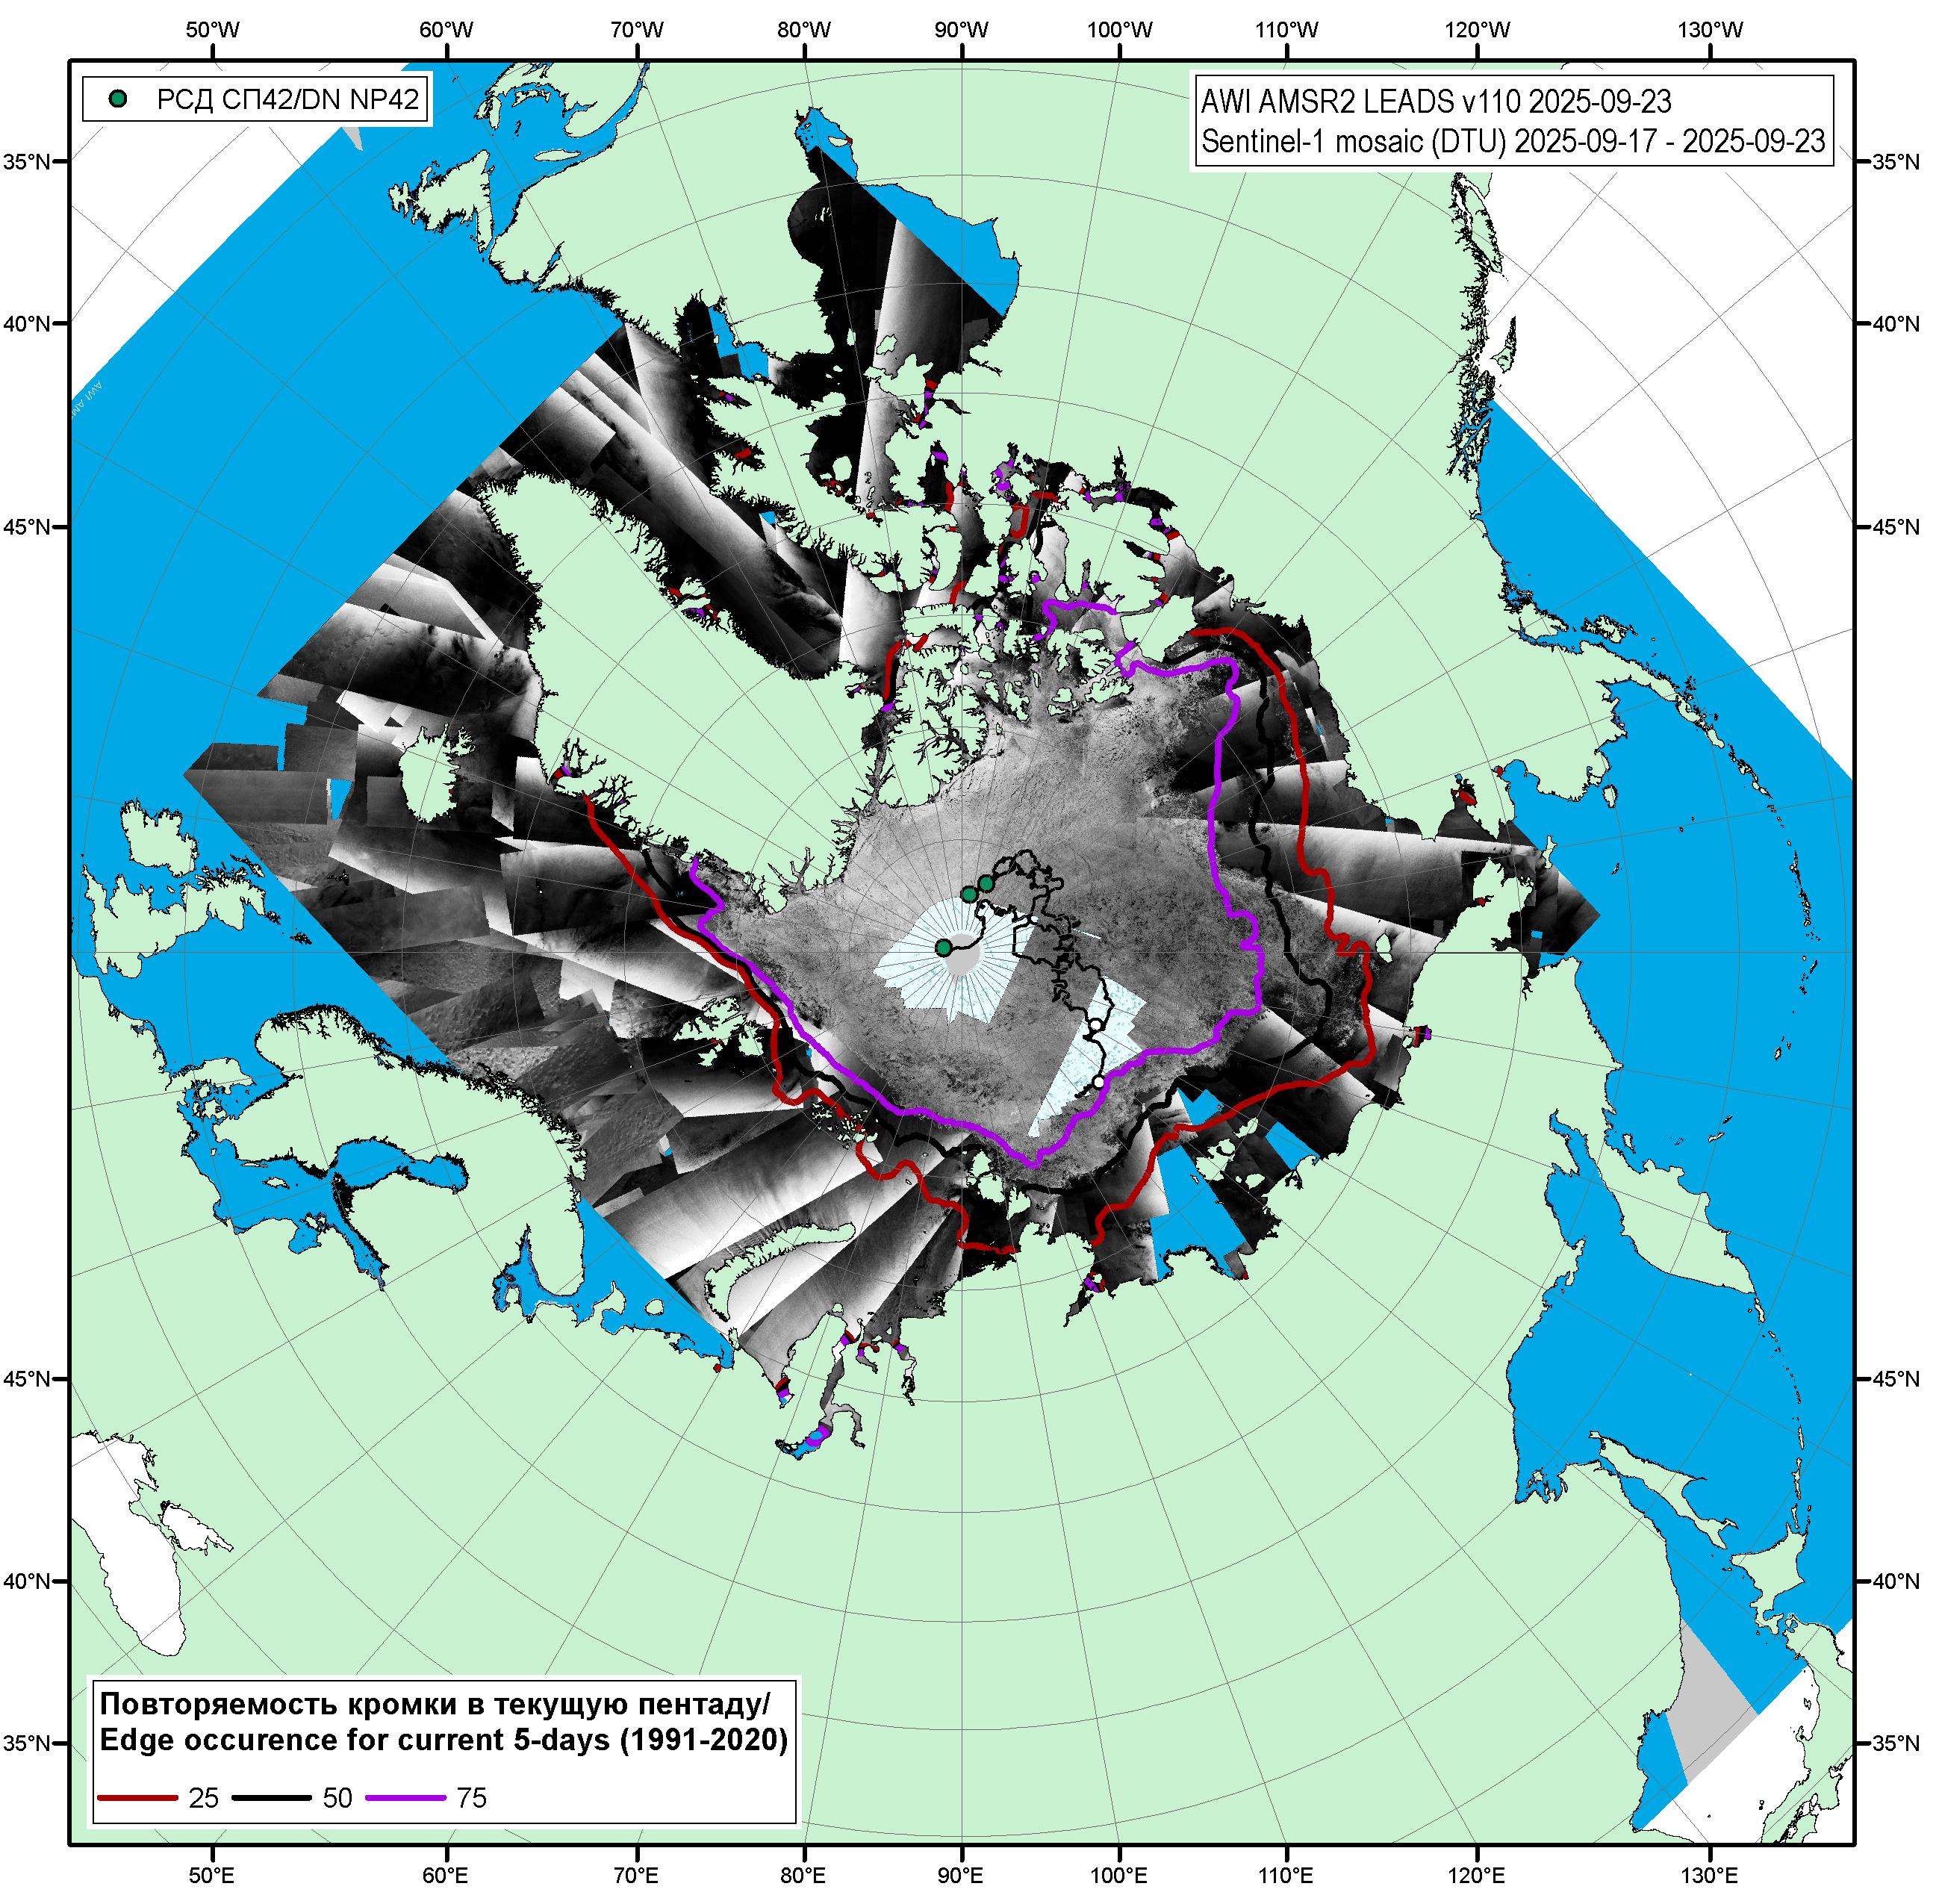 50°W 60°W 70°W 80°W 90°W 100°W 110°W 120°W 130°W
РСД СП42/DN NP42
AWI AMSR2 LEADS v110 2025-09-23
Sentinel-1 mosaic (DTU) 2025-09-17 - 2025-09-23
35°N 35°N
40°N 40°N
45°N 45°N
45°N 45°N
40°N 40°N
35°N 35°N
Повторяемость кромки в текущую пентаду/
Edge occurence for current 5-days (1991-2020)
25 50 75
50°E 60°E 70°E 80°E 90°E 100°E 110°E 120°E 130°E